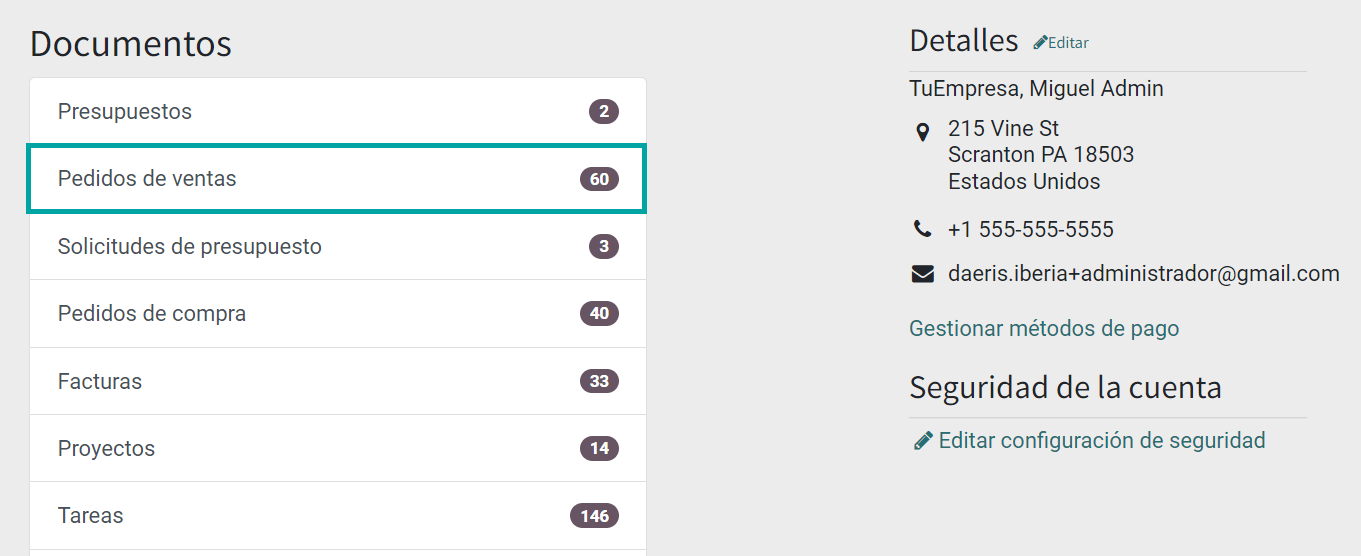 Documentos
Presupuestos 2
Pedidos de ventas 60
Solicitudes de presupuesto 3
Pedidos de compra 40
Facturas 33
Proyectos 14
Tareas 146
Detalles Editar
TuEmpresa, Miguel Admin
215 Vine St
Scranton PA 18503
Estados Unidos
+1 555-555-5555
daeris.iberia+administrador@gmail.com
Gestionar métodos de pago
Seguridad de la cuenta
Editar configuración de seguridad